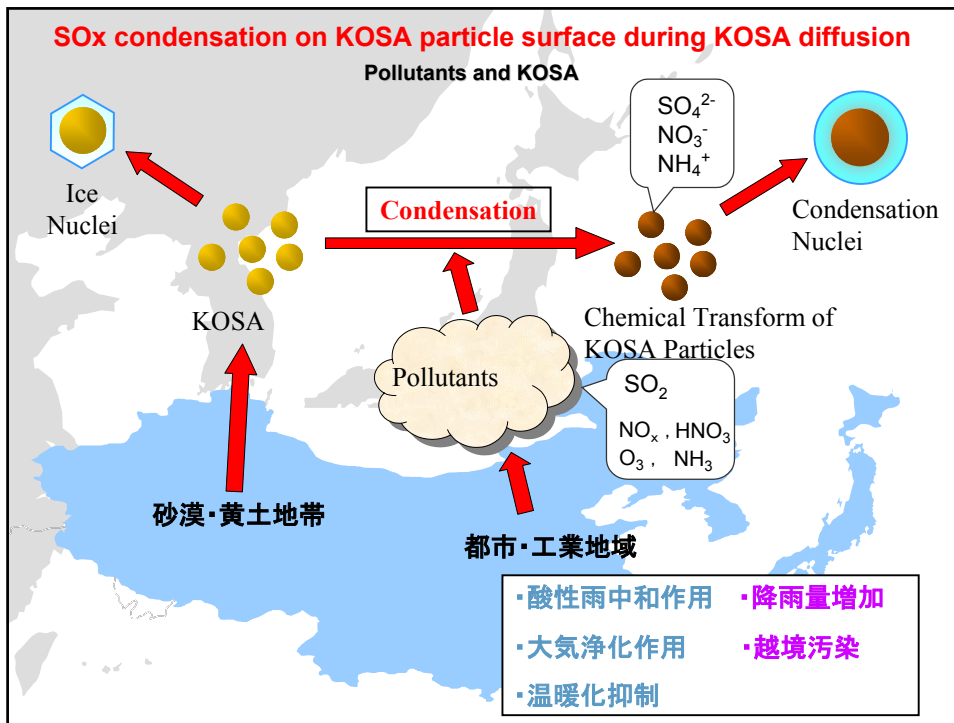 SOx condensation on KOSA particle surface during KOSA diffusion
Pollutants and KOSA
SO₄²⁻
NO₃⁻
NH₄⁺
Ice
Nuclei
Condensation
Condensation
Nuclei
KOSA
Chemical Transform of
KOSA Particles
Pollutants
SO₂
NOₓ , HNO₃
O₃ , NH₃
砂漠・黄土地帯
都市・工業地域
・酸性雨中和作用 ・降雨量増加
・大気浄化作用 ・越境汚染
・温暖化抑制